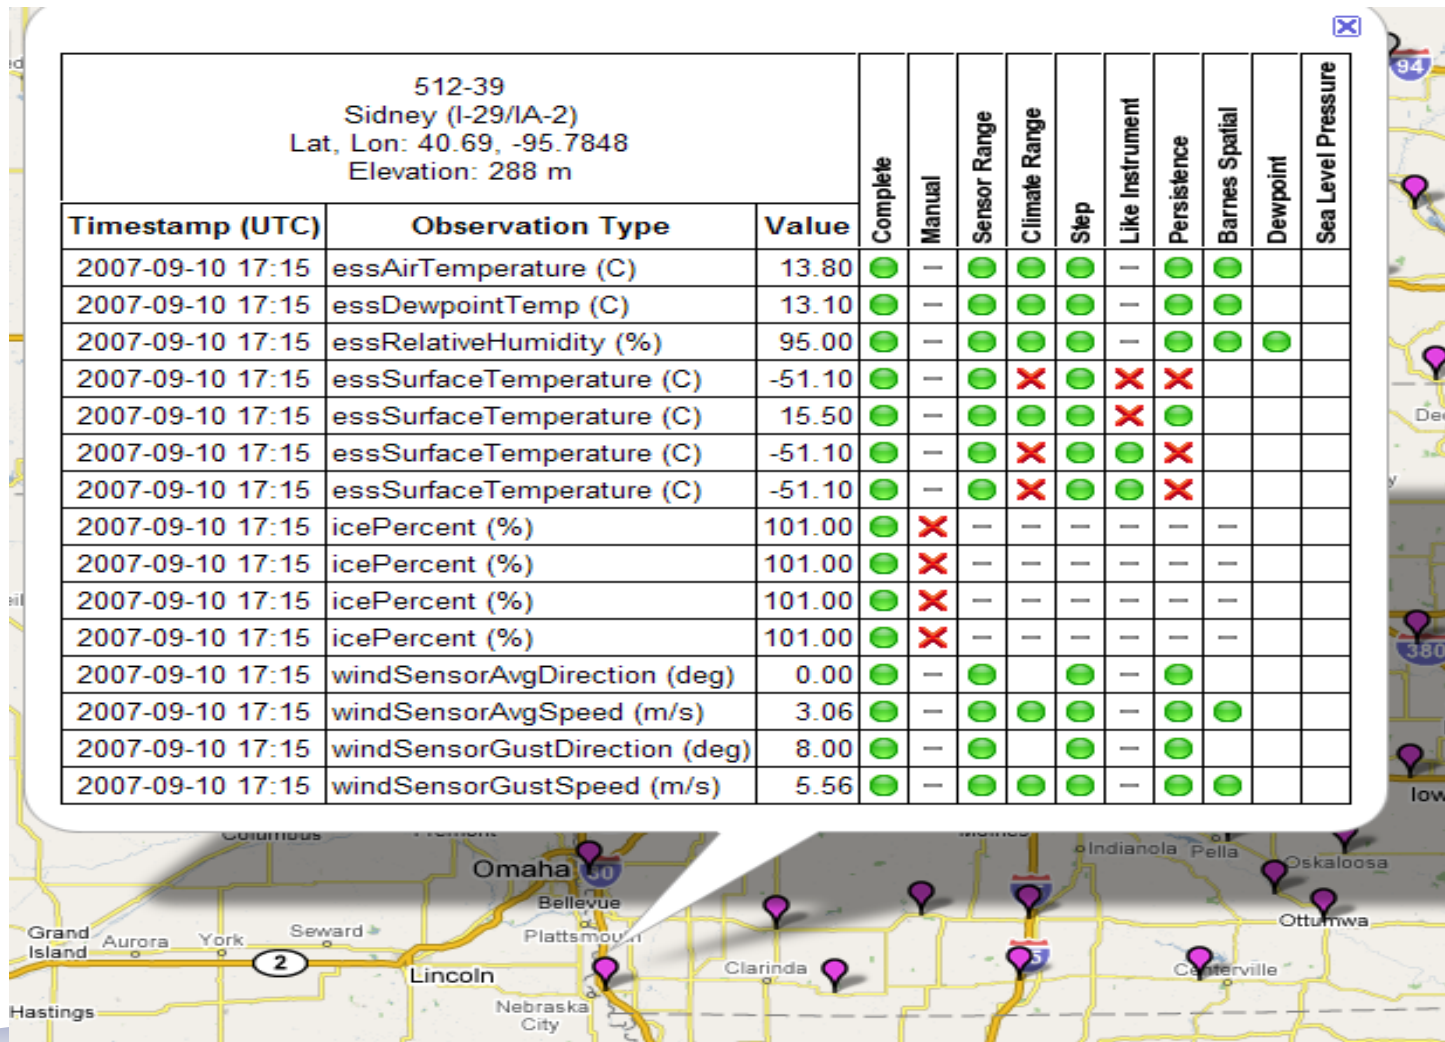 512-39
Sidney (I-29/IA-2)
Lat, Lon: 40.69, -95.7848
Elevation: 288 m
Timestamp (UTC) Observation Type Value Complete Manual Sensor Range Climate Range Step Like Instrument Persistence Barnes Spatial Dewpoint Sea Level Pressure
2007-09-10 17:15 essAirTemperature (C) 13.80
2007-09-10 17:15 essDewpointTemp (C) 13.10
2007-09-10 17:15 essRelativeHumidity (%) 95.00
2007-09-10 17:15 essSurfaceTemperature (C) -51.10
2007-09-10 17:15 essSurfaceTemperature (C) 15.50
2007-09-10 17:15 essSurfaceTemperature (C) -51.10
2007-09-10 17:15 essSurfaceTemperature (C) -51.10
2007-09-10 17:15 icePercent (%) 101.00
2007-09-10 17:15 icePercent (%) 101.00
2007-09-10 17:15 icePercent (%) 101.00
2007-09-10 17:15 icePercent (%) 101.00
2007-09-10 17:15 windSensorAvgDirection (deg) 0.00
2007-09-10 17:15 windSensorAvgSpeed (m/s) 3.06
2007-09-10 17:15 windSensorGustDirection (deg) 8.00
2007-09-10 17:15 windSensorGustSpeed (m/s) 5.56
94
380
Iow
Omaha
Indianola Pella
Oskaloosa
Bellevue
Grand
Island
Aurora
York
Seward
Ottumwa
2
Lincoln
Clarinda
Nebraska
City
Hastings